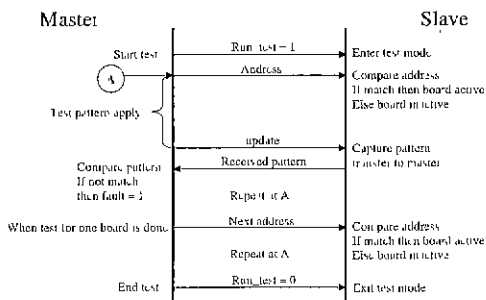 Master
Slave
Start test
Run_test = 1
Enter test mode
A
Address
Compare address
If match then board active
Else board inactive
Test pattern apply
update
Capture pattern
transfer to master
Received pattern
Compare pattern
If not match
then fault = 1
Repeat at A
When test for one board is done
Next address
Compare address
If match then board active
Else board inactive
Repeat at A
End test
Run_test = 0
Exit test mode